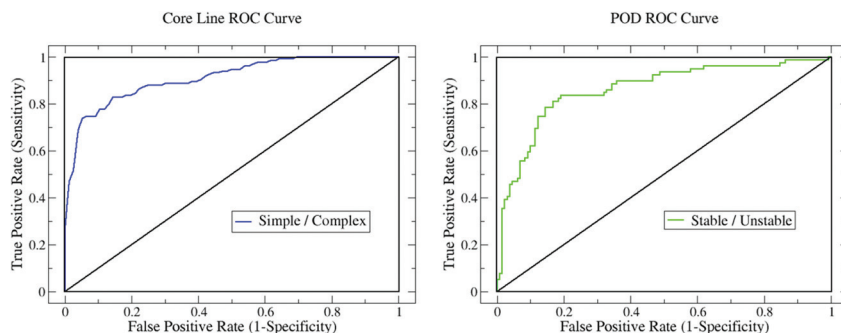 Core Line ROC Curve
True Positive Rate (Sensitivity)
1
0.8
0.6
0.4
0.2
0
Simple / Complex
0 0.2 0.4 0.6 0.8 1
False Positive Rate (1-Specificity)
POD ROC Curve
True Positive Rate (Sensitivity)
1
0.8
0.6
0.4
0.2
0
Stable / Unstable
0 0.2 0.4 0.6 0.8 1
False Positive Rate (1-Specificity)